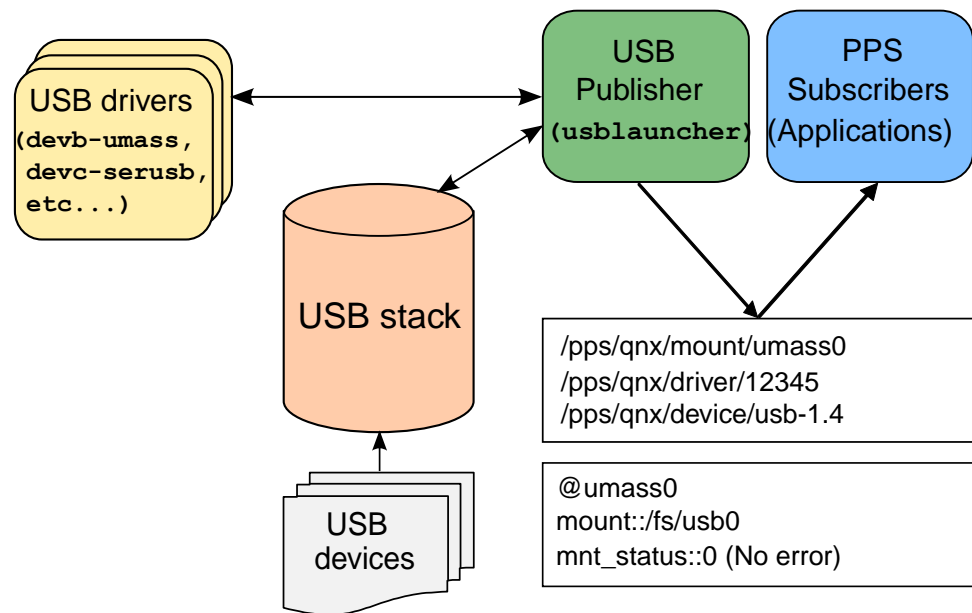 USB drivers
(devb-umass,
devc-serusb,
etc...)
USB
Publisher
(usblauncher)
PPS
Subscribers
(Applications)
USB stack
/pps/qnx/mount/umass0
/pps/qnx/driver/12345
/pps/qnx/device/usb-1.4
USB
devices
@umass0
mount::/fs/usb0
mnt_status::0 (No error)